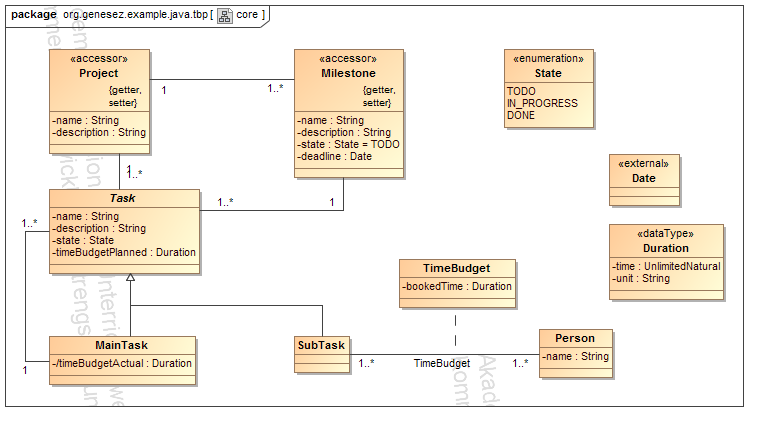 package org.genesez.example.java.tbp [ core ]
«accessor»
Project
{getter,
setter}
-name : String
-description : String
1
1..*
«accessor»
Milestone
{getter,
setter}
-name : String
-description : String
-state : State = TODO
-deadline : Date
«enumeration»
State
TODO
IN_PROGRESS
DONE
«external»
Date
1
1..*
Task
-name : String
-description : String
-state : State
-timeBudgetPlanned : Duration
1..*
1..*
1
«dataType»
Duration
-time : UnlimitedNatural
-unit : String
TimeBudget
-bookedTime : Duration
MainTask
-/timeBudgetActual : Duration
1
SubTask
1..*
TimeBudget
1..*
Person
-name : String